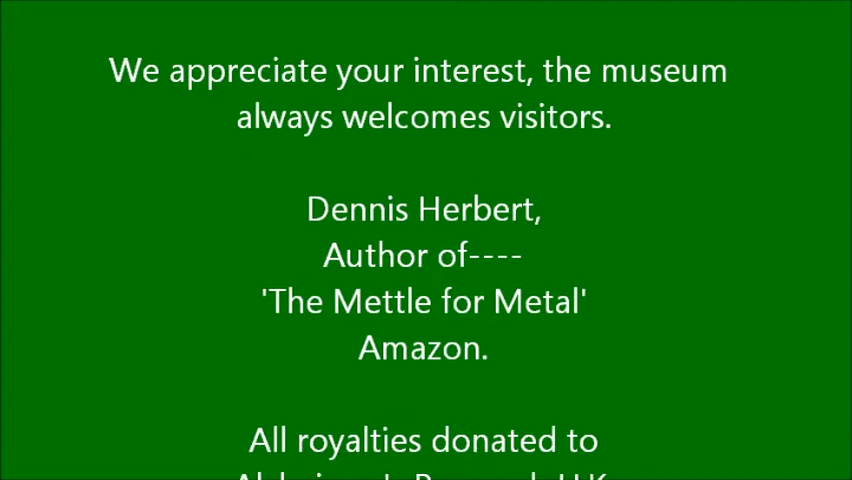 We appreciate your interest, the museum
always welcomes visitors.
Dennis Herbert,
Author of----
'The Mettle for Metal'
Amazon.
All royalties donated to